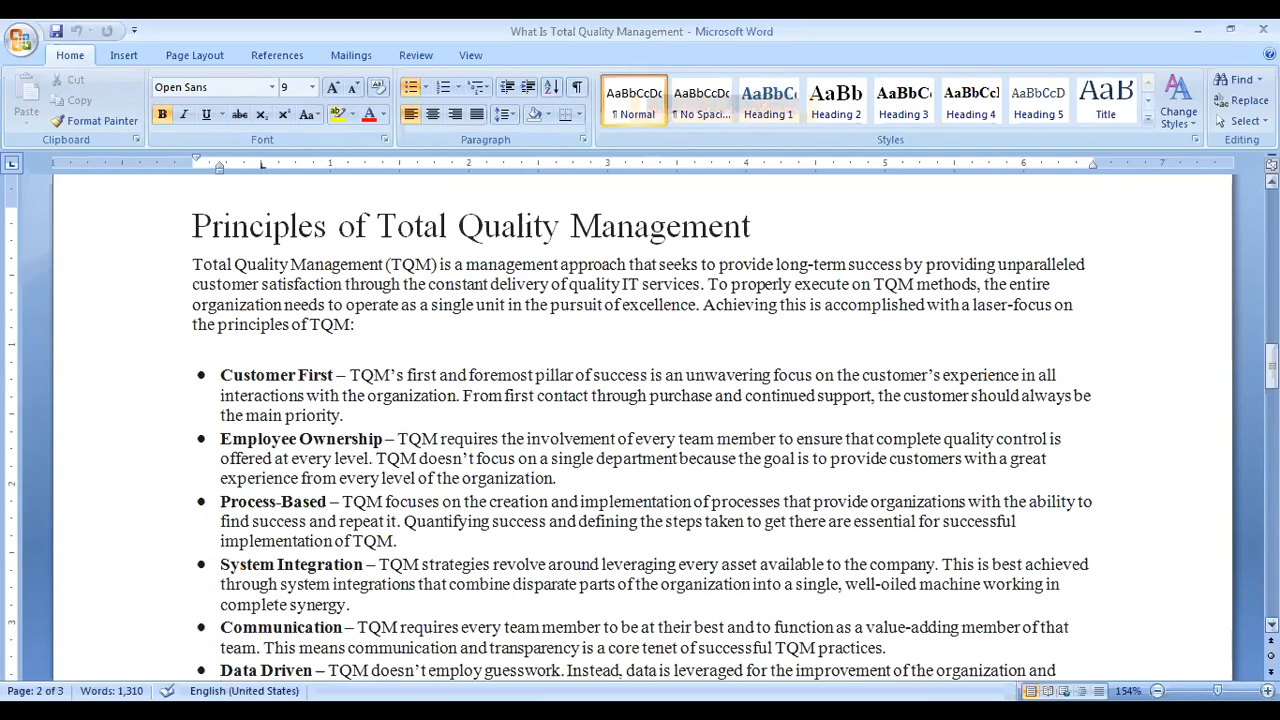 What Is Total Quality Management - Microsoft Word
Home Insert Page Layout References Mailings Review View
Paste Cut Copy Format Painter Clipboard
Open Sans 9 Font
Paragraph
AaBbCcDc ¶ Normal AaBbCcDc ¶ No Spaci... AaBbC Heading 1 AaBb Heading 2 AaBbC Heading 3 AaBbCcI Heading 4 AaBbCcD Heading 5 AaB Title Change Styles Styles
Find Replace Select Editing
1 2 3 4 5 6 7
Principles of Total Quality Management
Total Quality Management (TQM) is a management approach that seeks to provide long-term success by providing unparalleled
customer satisfaction through the constant delivery of quality IT services. To properly execute on TQM methods, the entire
organization needs to operate as a single unit in the pursuit of excellence. Achieving this is accomplished with a laser-focus on
the principles of TQM:
● Customer First – TQM’s first and foremost pillar of success is an unwavering focus on the customer’s experience in all
interactions with the organization. From first contact through purchase and continued support, the customer should always be
the main priority.
● Employee Ownership – TQM requires the involvement of every team member to ensure that complete quality control is
offered at every level. TQM doesn’t focus on a single department because the goal is to provide customers with a great
experience from every level of the organization.
● Process-Based – TQM focuses on the creation and implementation of processes that provide organizations with the ability to
find success and repeat it. Quantifying success and defining the steps taken to get there are essential for successful
implementation of TQM.
● System Integration – TQM strategies revolve around leveraging every asset available to the company. This is best achieved
through system integrations that combine disparate parts of the organization into a single, well-oiled machine working in
complete synergy.
● Communication – TQM requires every team member to be at their best and to function as a value-adding member of that
team. This means communication and transparency is a core tenet of successful TQM practices.
● Data Driven – TQM doesn’t employ guesswork. Instead, data is leveraged for the improvement of the organization and
Page: 2 of 3 Words: 1,310 English (United States) 154%